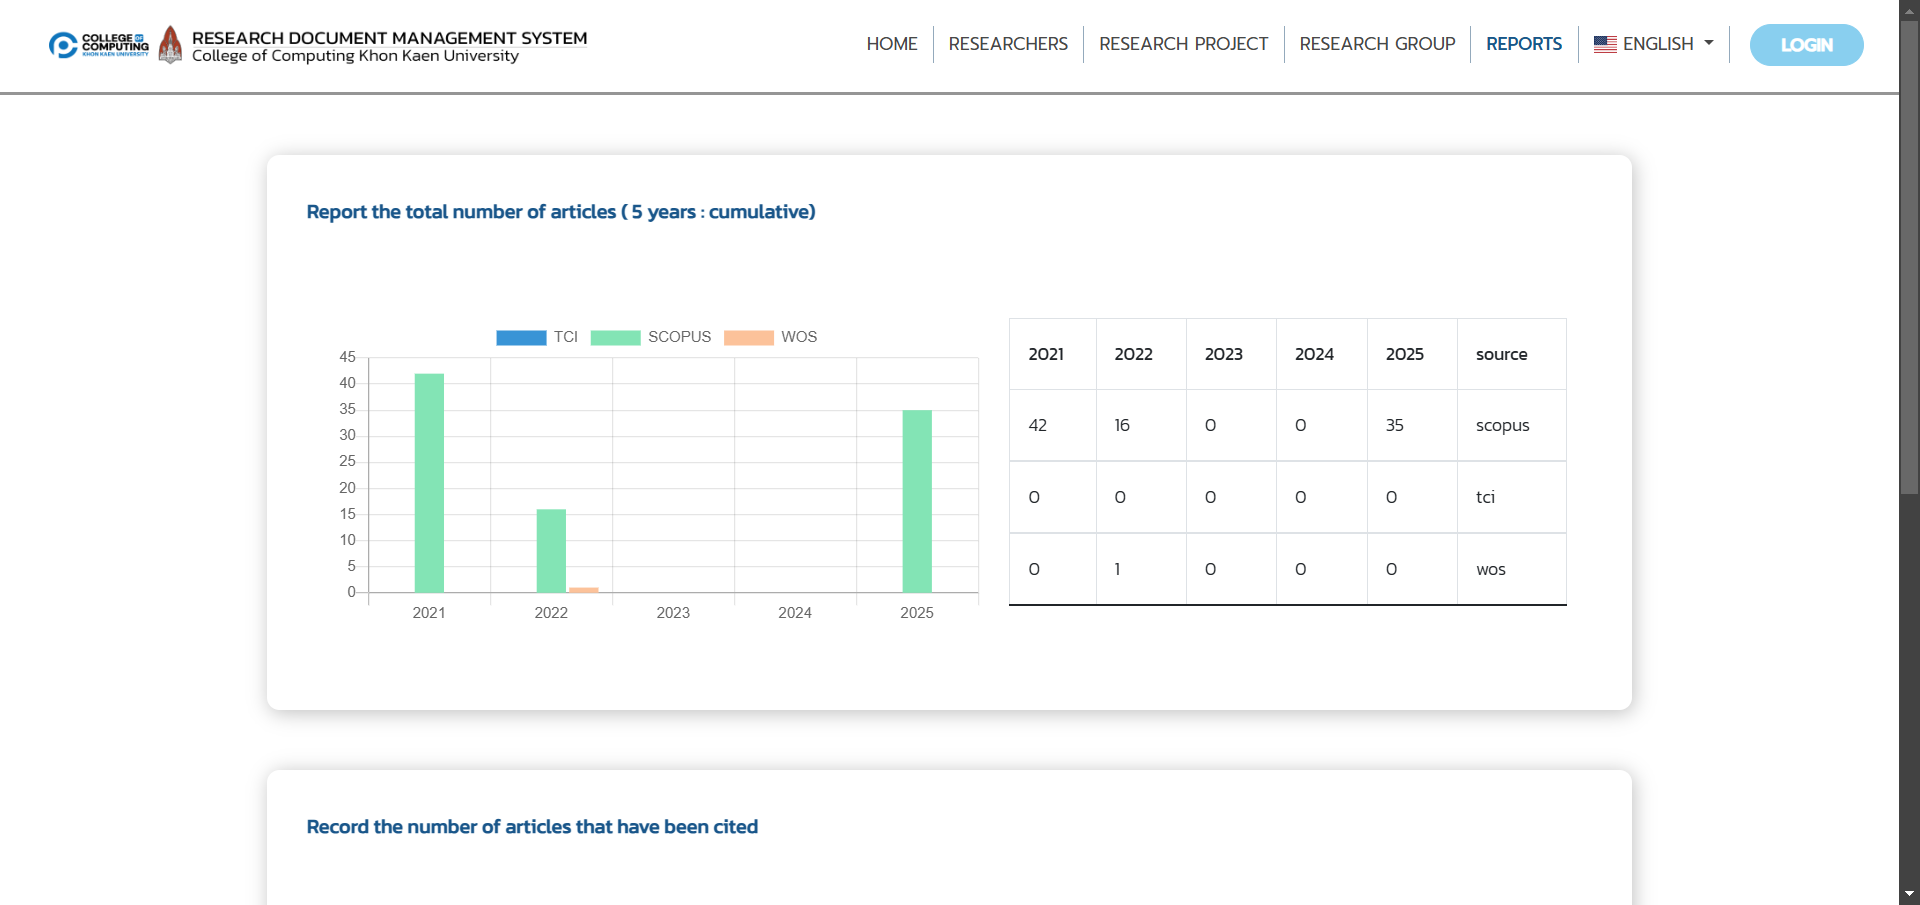 COLLEGE OF COMPUTING KHON KAEN UNIVERSITY
RESEARCH DOCUMENT MANAGEMENT SYSTEM
College of Computing Khon Kaen University
HOME RESEARCHERS RESEARCH PROJECT RESEARCH GROUP REPORTS ENGLISH LOGIN
Report the total number of articles ( 5 years : cumulative)
TCI SCOPUS WOS
45
40
35
30
25
20
15
10
5
0
2021 2022 2023 2024 2025
2021 2022 2023 2024 2025 source
42 16 0 0 35 scopus
0 0 0 0 0 tci
0 1 0 0 0 wos
Record the number of articles that have been cited